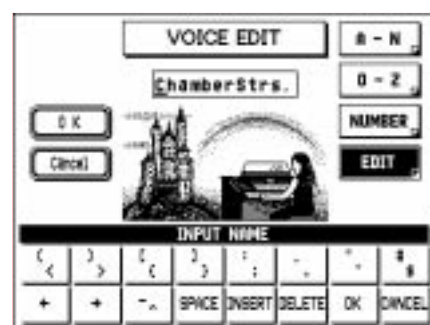 VOICE EDIT
A - N
ChamberStrs.
O ~ Z
OK
NUMBER
Cancel
EDIT
INPUT NAME
SPACE INSERT DELETE OK CANCEL